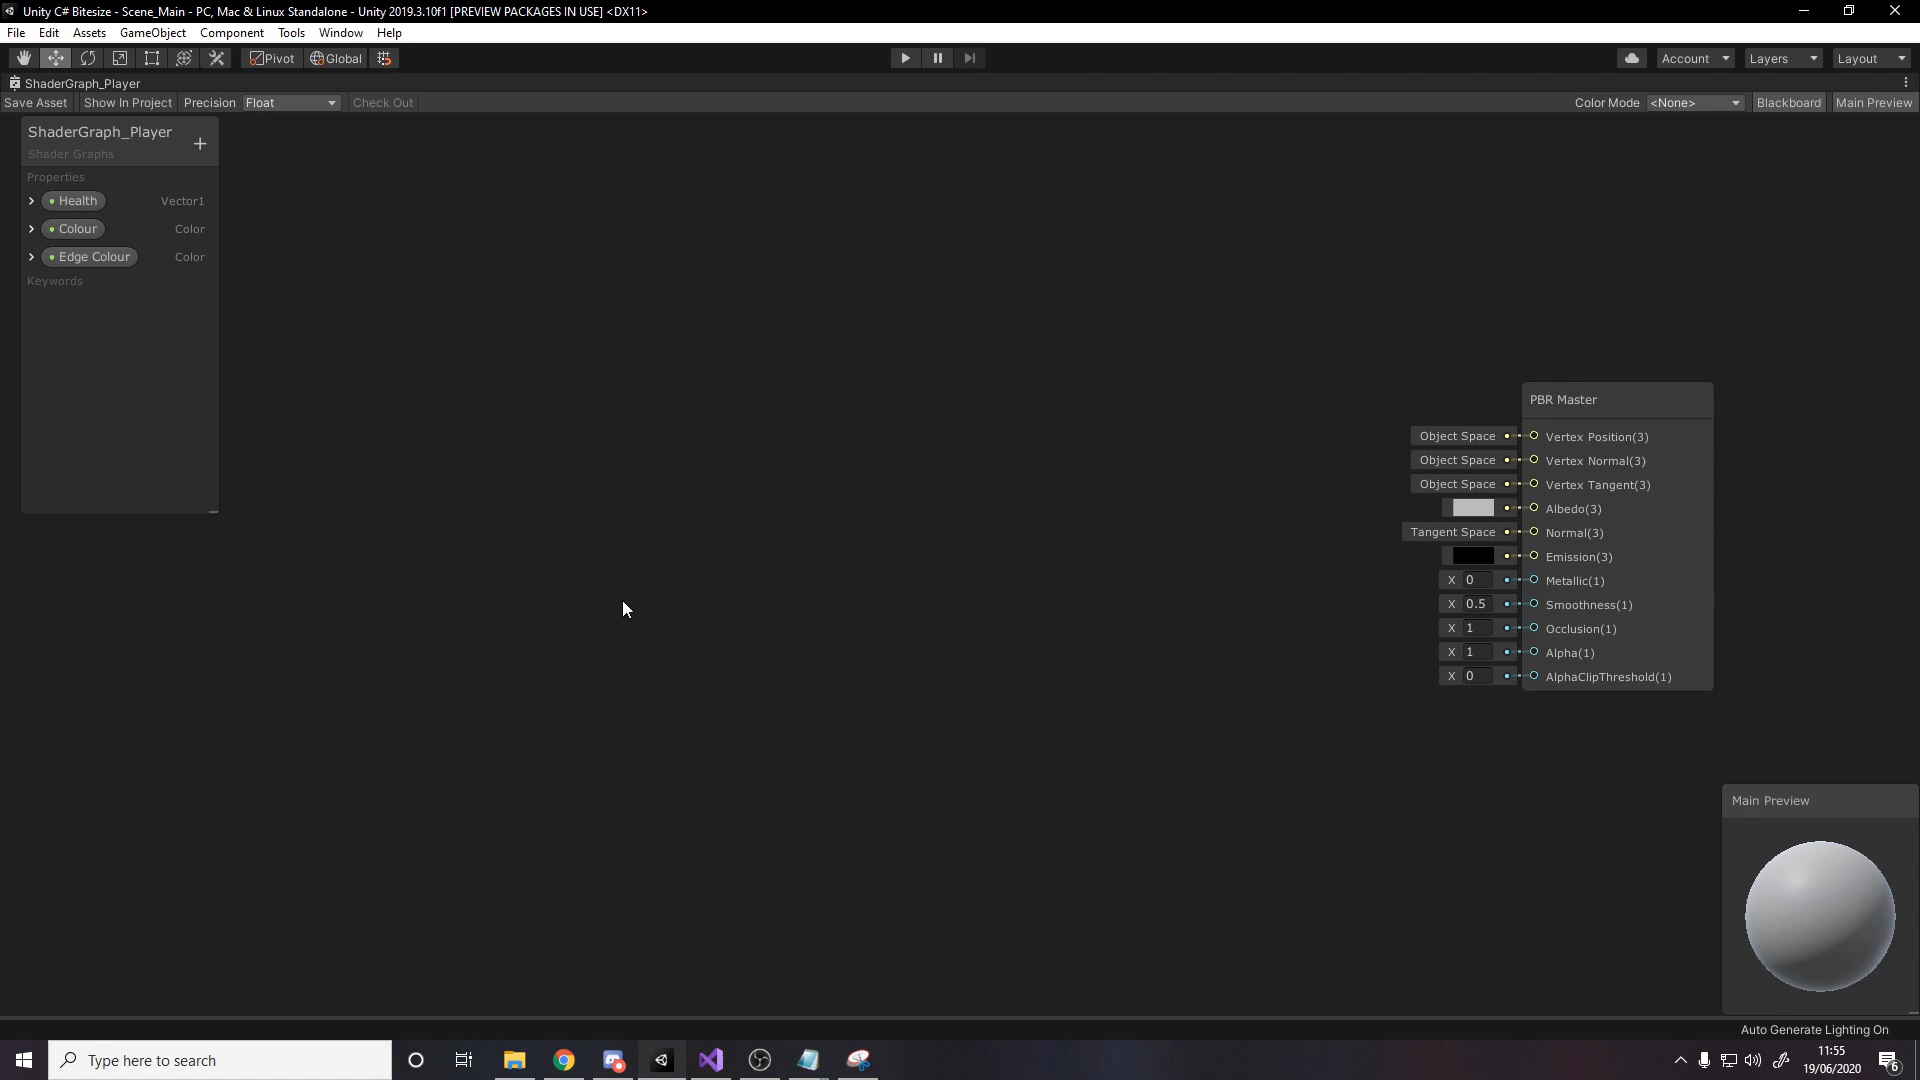 Unity C# Bitesize - Scene_Main - PC, Mac & Linux Standalone - Unity 2019.3.10f1 [PREVIEW PACKAGES IN USE] <DX11>
File Edit Assets GameObject Component Tools Window Help
Pivot Global Account Layers Layout
ShaderGraph_Player
Save Asset Show In Project Precision Float Check Out Color Mode <None> Blackboard Main Preview
ShaderGraph_Player
Shader Graphs
Properties
Health Vector1
Colour Color
Edge Colour Color
Keywords
PBR Master
Object Space Vertex Position(3)
Object Space Vertex Normal(3)
Object Space Vertex Tangent(3)
Albedo(3)
Tangent Space Normal(3)
Emission(3)
X 0 Metallic(1)
X 0.5 Smoothness(1)
X 1 Occlusion(1)
X 1 Alpha(1)
X 0 AlphaClipThreshold(1)
Main Preview
Auto Generate Lighting On
Type here to search
11:55
19/06/2020
6